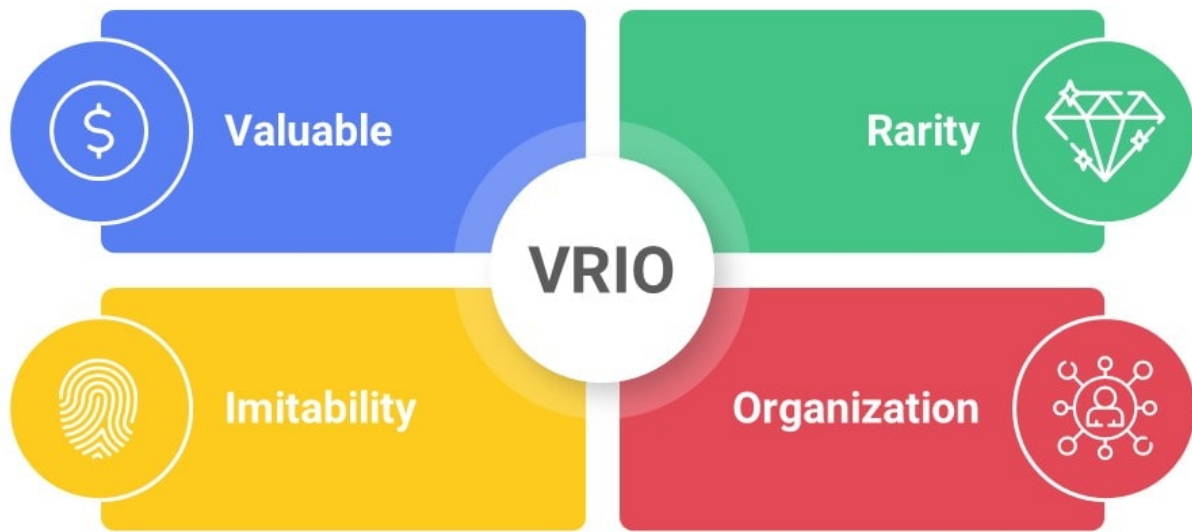 Valuable
Rarity
VRIO
Imitability
Organization